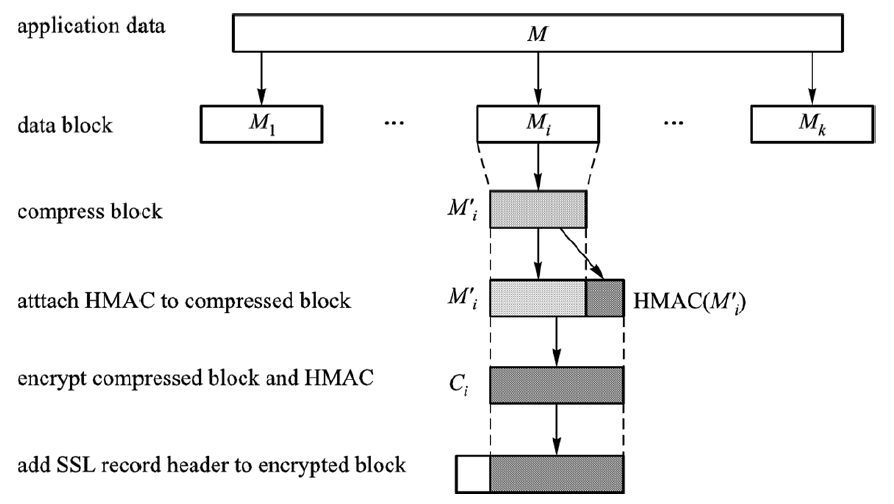 application data
M
data block
M1
...
Mi
...
Mk
compress block
M′i
atttach HMAC to compressed block
M′i
HMAC(M′i)
encrypt compressed block and HMAC
Ci
add SSL record header to encrypted block